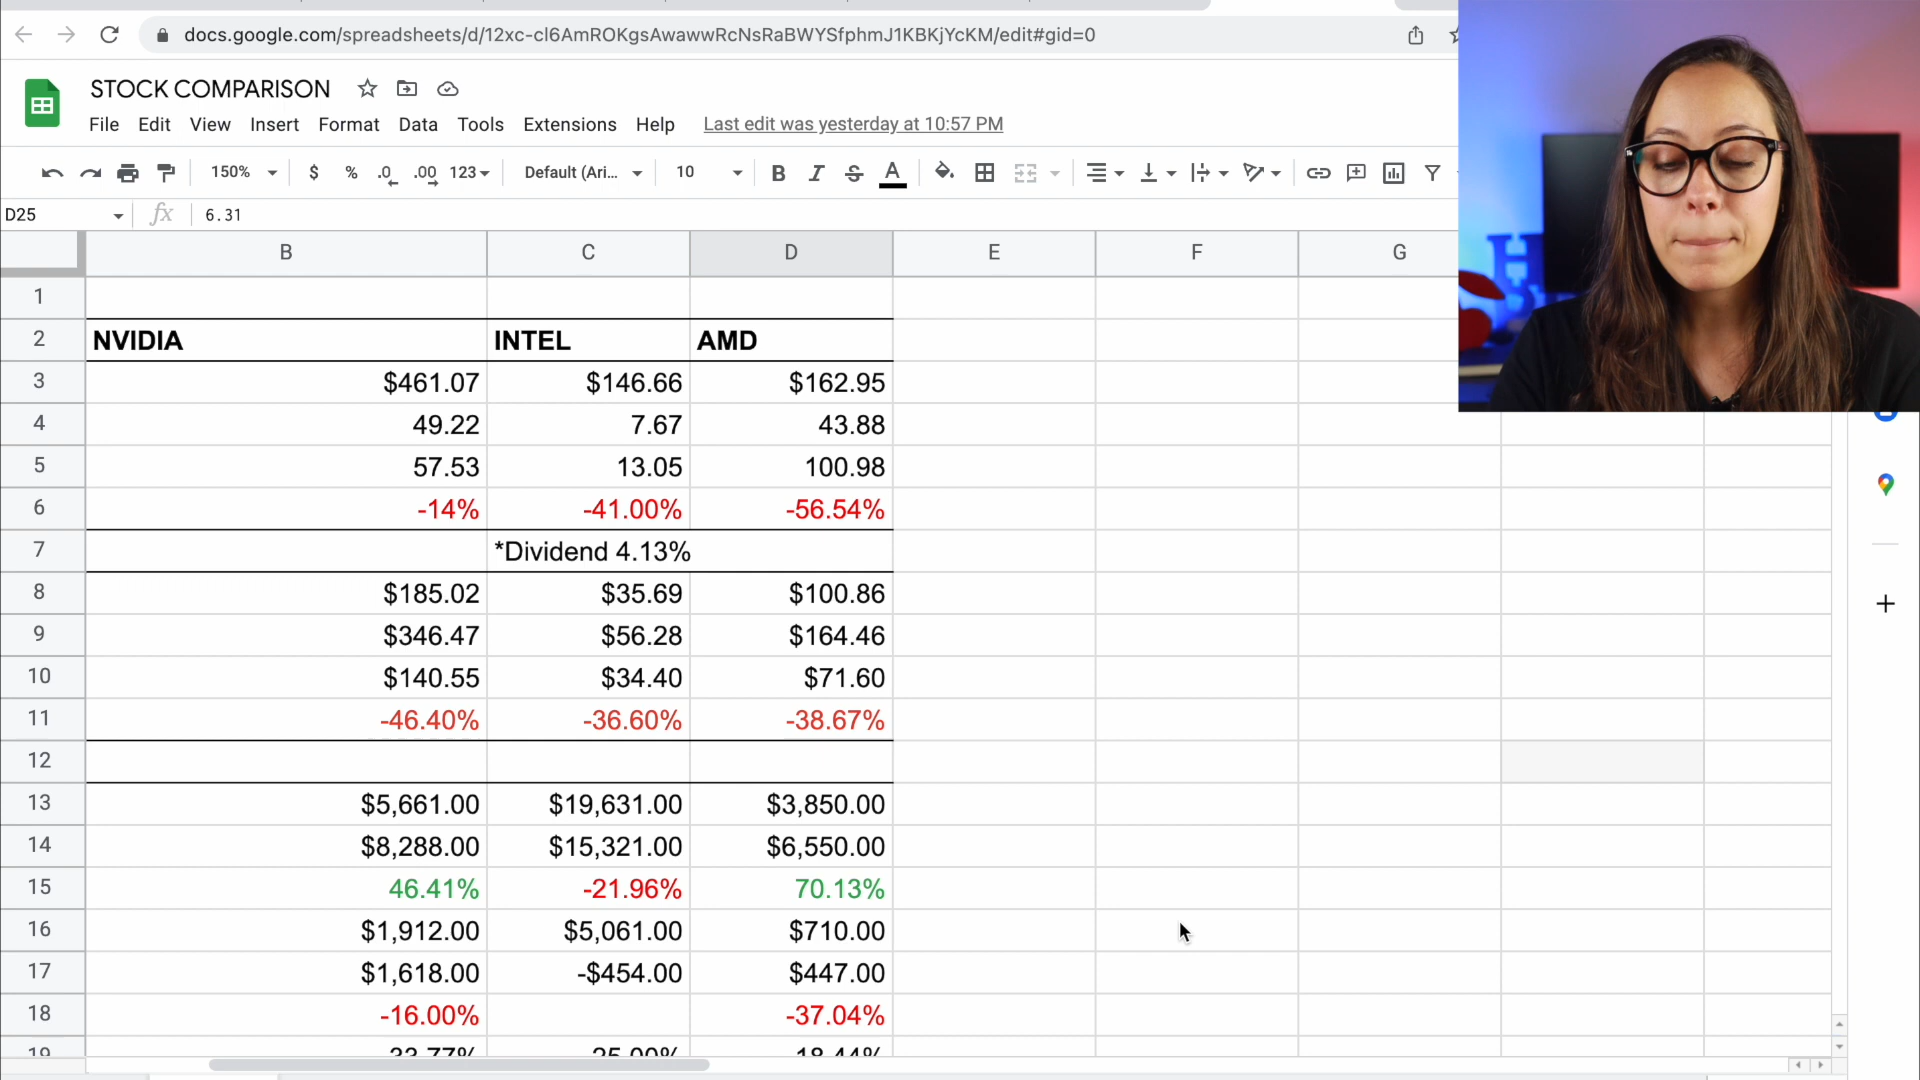 docs.google.com/spreadsheets/d/12xc-cl6AmROKgsAwawwRcNsRaBWYSfphmJ1KBKjYcKM/edit#gid=0
STOCK COMPARISON
File Edit View Insert Format Data Tools Extensions Help Last edit was yesterday at 10:57 PM
150% $ % .0 .00 123 Default (Ari... 10 B I S A
D25 fx 6.31
B C D E F G
1
2 NVIDIA INTEL AMD
3 $461.07 $146.66 $162.95
4 49.22 7.67 43.88
5 57.53 13.05 100.98
6 -14% -41.00% -56.54%
7 *Dividend 4.13%
8 $185.02 $35.69 $100.86
9 $346.47 $56.28 $164.46
10 $140.55 $34.40 $71.60
11 -46.40% -36.60% -38.67%
12
13 $5,661.00 $19,631.00 $3,850.00
14 $8,288.00 $15,321.00 $6,550.00
15 46.41% -21.96% 70.13%
16 $1,912.00 $5,061.00 $710.00
17 $1,618.00 -$454.00 $447.00
18 -16.00% -37.04%
19 33.77% 25.00% 18.44%